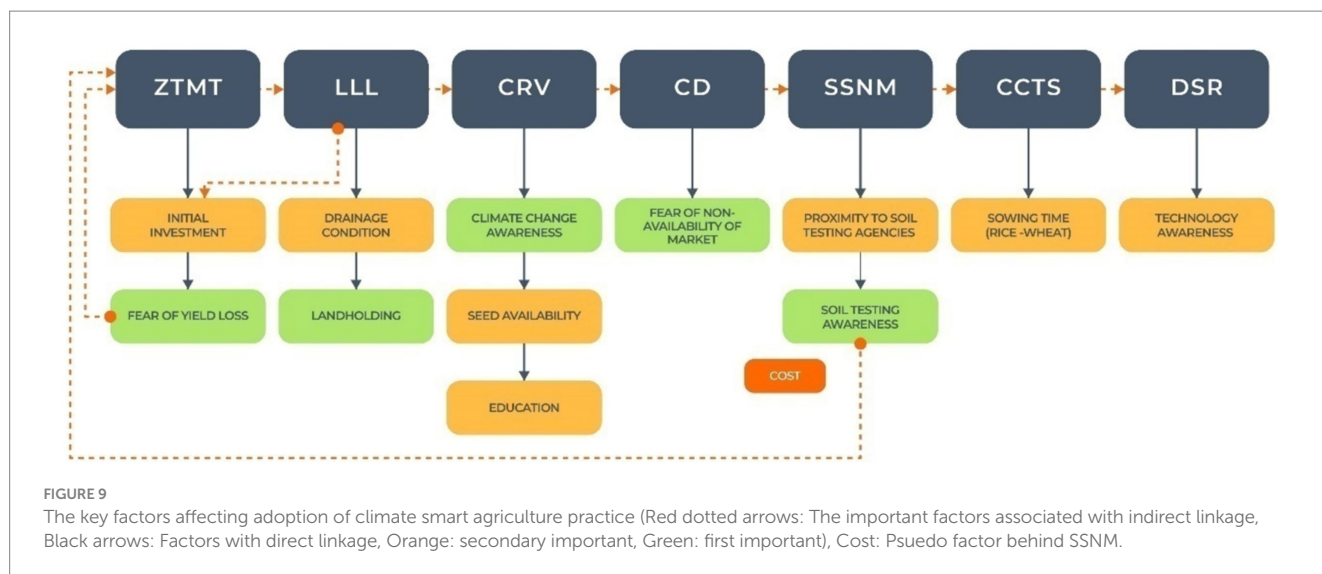 ZTMT
LLL
CRV
CD
SSNM
CCTS
DSR
INITIAL
INVESTMENT
DRAINAGE
CONDITION
CLIMATE CHANGE
AWARENESS
FEAR OF NON-
AVAILABILITY OF
MARKET
PROXIMITY TO SOIL
TESTING AGENCIES
SOWING TIME
(RICE -WHEAT)
TECHNOLOGY
AWARENESS
FEAR OF YIELD LOSS
LANDHOLDING
SEED AVAILABILITY
SOIL TESTING
AWARENESS
COST
EDUCATION
FIGURE 9
The key factors affecting adoption of climate smart agriculture practice (Red dotted arrows: The important factors associated with indirect linkage,
Black arrows: Factors with direct linkage, Orange: secondary important, Green: first important), Cost: Psuedo factor behind SSNM.